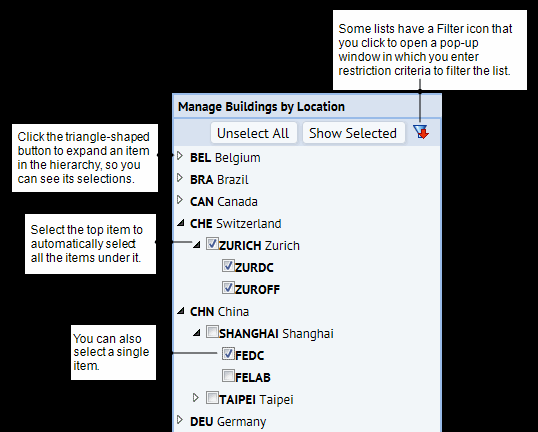 Some lists have a Filter icon that
you click to open a pop-up
window in which you enter
restriction criteria to filter the list.
Manage Buildings by Location
Unselect All Show Selected
Click the triangle-shaped
button to expand an item
in the hierarchy, so you
can see its selections.
BEL Belgium
BRA Brazil
CAN Canada
CHE Switzerland
Select the top item to
automatically select
all the items under it.
ZURICH Zurich
ZURDC
ZUROFF
CHN China
SHANGHAI Shanghai
You can also
select a single
item.
FEDC
FELAB
TAIPEI Taipei
DEU Germany